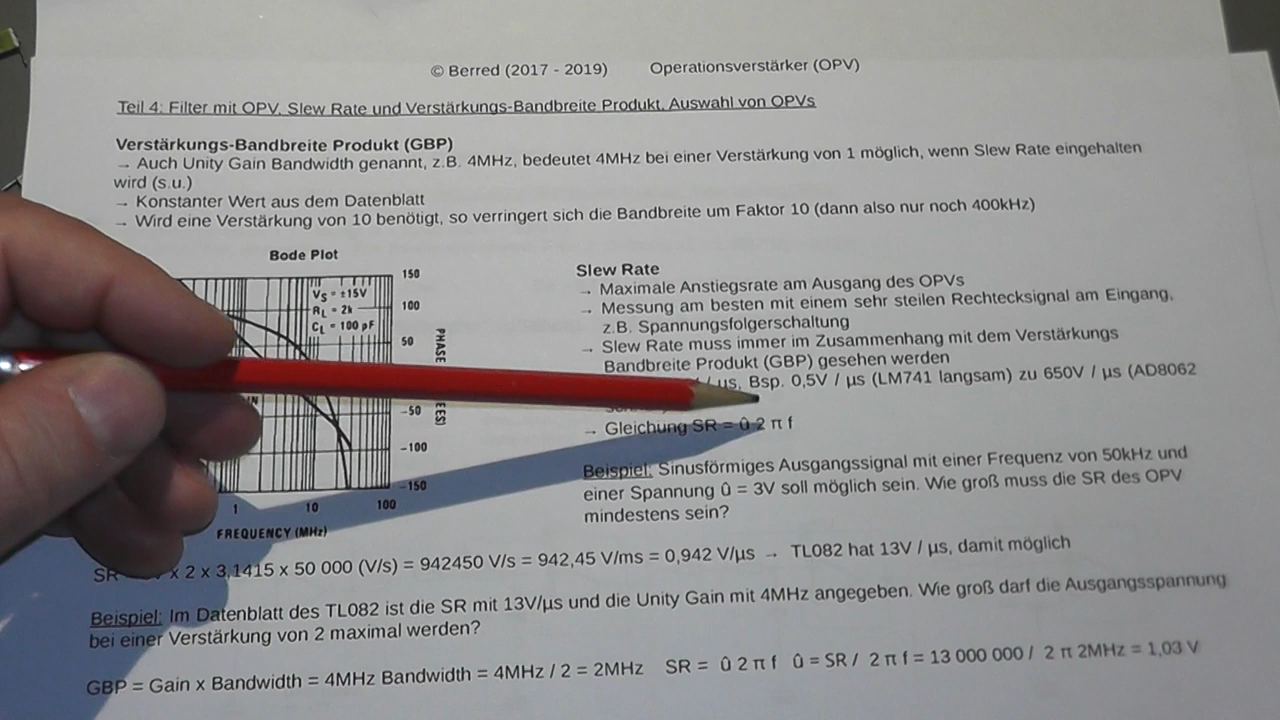 © Berred (2017 - 2019) Operationsverstärker (OPV)
Teil 4: Filter mit OPV, Slew Rate und Verstärkungs-Bandbreite Produkt, Auswahl von OPVs
Verstärkungs-Bandbreite Produkt (GBP)
→ Auch Unity Gain Bandwidth genannt, z.B. 4MHz, bedeutet 4MHz bei einer Verstärkung von 1 möglich, wenn Slew Rate eingehalten
wird (s.u.)
→ Konstanter Wert aus dem Datenblatt
→ Wird eine Verstärkung von 10 benötigt, so verringert sich die Bandbreite um Faktor 10 (dann also nur noch 400kHz)
Bode Plot
VS = ±15V
RL = 2k
CL = 100 pF
150
100
50
-50
-100
-150
PHASE
1 10 100
FREQUENCY (MHz)
Slew Rate
→ Maximale Anstiegsrate am Ausgang des OPVs
→ Messung am besten mit einem sehr steilen Rechtecksignal am Eingang,
z.B. Spannungsfolgerschaltung
→ Slew Rate muss immer im Zusammenhang mit dem Verstärkungs
Bandbreite Produkt (GBP) gesehen werden
/ µs, Bsp. 0,5V / µs (LM741 langsam) zu 650V / µs (AD8062
→ Gleichung SR = û 2 π f
Beispiel: Sinusförmiges Ausgangssignal mit einer Frequenz von 50kHz und
einer Spannung û = 3V soll möglich sein. Wie groß muss die SR des OPV
mindestens sein?
SR x 2 x 3,1415 x 50 000 (V/s) = 942450 V/s = 942,45 V/ms = 0,942 V/µs → TL082 hat 13V / µs, damit möglich
Beispiel: Im Datenblatt des TL082 ist die SR mit 13V/µs und die Unity Gain mit 4MHz angegeben. Wie groß darf die Ausgangsspannung
bei einer Verstärkung von 2 maximal werden?
GBP = Gain x Bandwidth = 4MHz Bandwidth = 4MHz / 2 = 2MHz SR = û 2 π f û = SR / 2 π f = 13 000 000 / 2 π 2MHz = 1,03 V